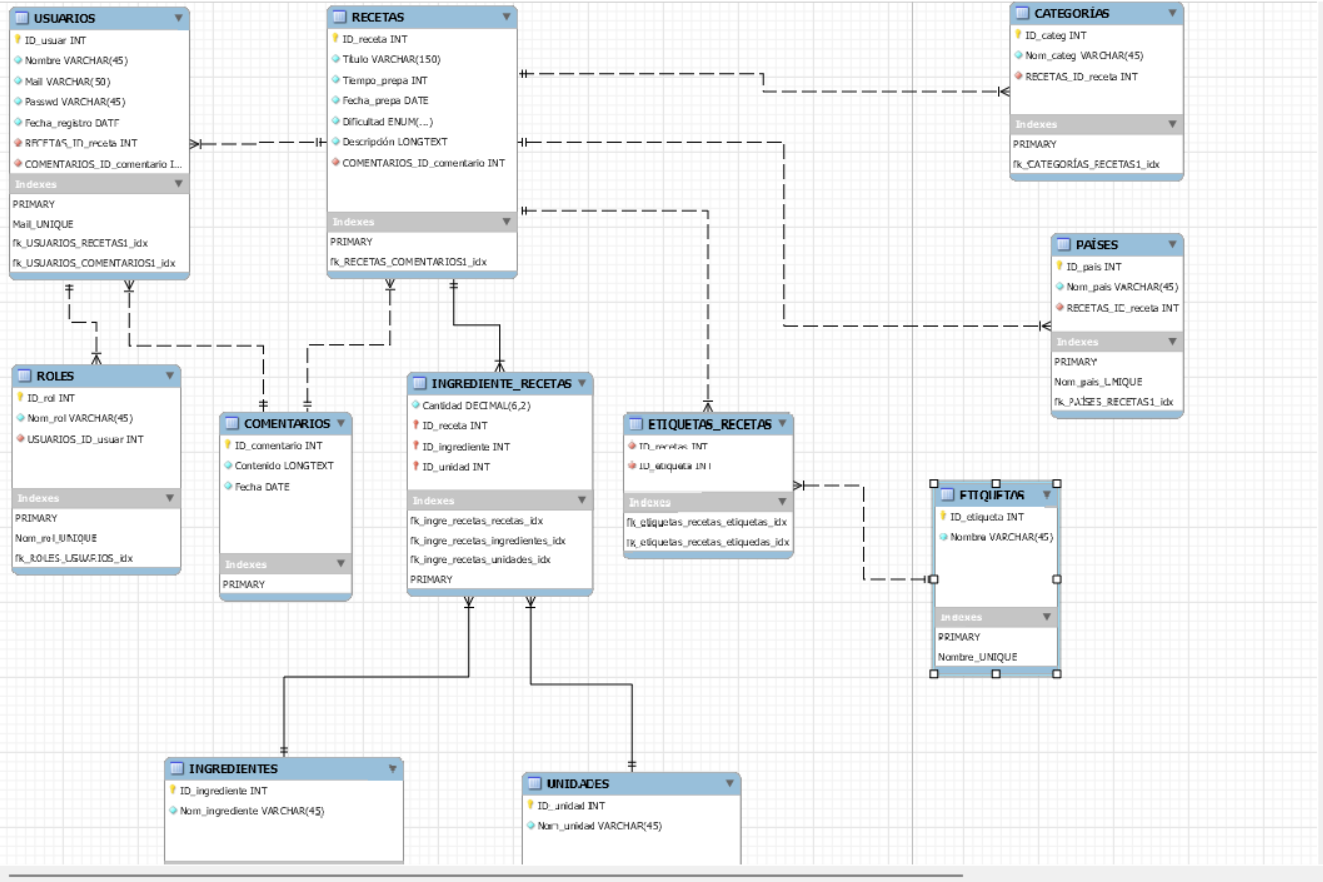 USUARIOS
ID_usuar INT
Nombre VARCHAR(45)
Mail VARCHAR(50)
Passwd VARCHAR(45)
Fecha_registro DATE
RECETAS_ID_receta INT
COMENTARIOS_ID_comentario I...
Indexes
PRIMARY
Mail_UNIQUE
fk_USUARIOS_RECETAS1_idx
fk_USUARIOS_COMENTARIOS1_idx
RECETAS
ID_receta INT
Título VARCHAR(150)
Tiempo_prepa INT
Fecha_prepa DATE
Dificultad ENUM(...)
Descripción LONGTEXT
COMENTARIOS_ID_comentario INT
Indexes
PRIMARY
fk_RECETAS_COMENTARIOS1_idx
CATEGORÍAS
ID_categ INT
Nom_categ VARCHAR(45)
RECETAS_ID_receta INT
Indexes
PRIMARY
fk_CATEGORÍAS_RECETAS1_idx
PAÍSES
ID_pais INT
Nom_pais VARCHAR(45)
RECETAS_ID_receta INT
Indexes
PRIMARY
Nom_pais_UNIQUE
fk_PAÍSES_RECETAS1_idx
ROLES
ID_rol INT
Nom_rol VARCHAR(45)
USUARIOS_ID_usuar INT
Indexes
PRIMARY
Nom_rol_UNIQUE
fk_ROLES_USUARIOS_idx
COMENTARIOS
ID_comentario INT
Contenido LONGTEXT
Fecha DATE
Indexes
PRIMARY
INGREDIENTE_RECETAS
Cantidad DECIMAL(6,2)
ID_receta INT
ID_ingrediente INT
ID_unidad INT
Indexes
fk_ingre_recetas_recetas_idx
fk_ingre_recetas_ingredientes_idx
fk_ingre_recetas_unidades_idx
PRIMARY
ETIQUETAS_RECETAS
ID_recetas INT
ID_etiqueta INT
Indexes
fk_etiquetas_recetas_etiquetas_idx
fk_etiquetas_recetas_etiquedas_idx
ETIQUETAS
ID_etiqueta INT
Nombre VARCHAR(45)
Indexes
PRIMARY
Nombre_UNIQUE
INGREDIENTES
ID_ingrediente INT
Nom_ingrediente VARCHAR(45)
UNIDADES
ID_unidad INT
Nom_unidad VARCHAR(45)